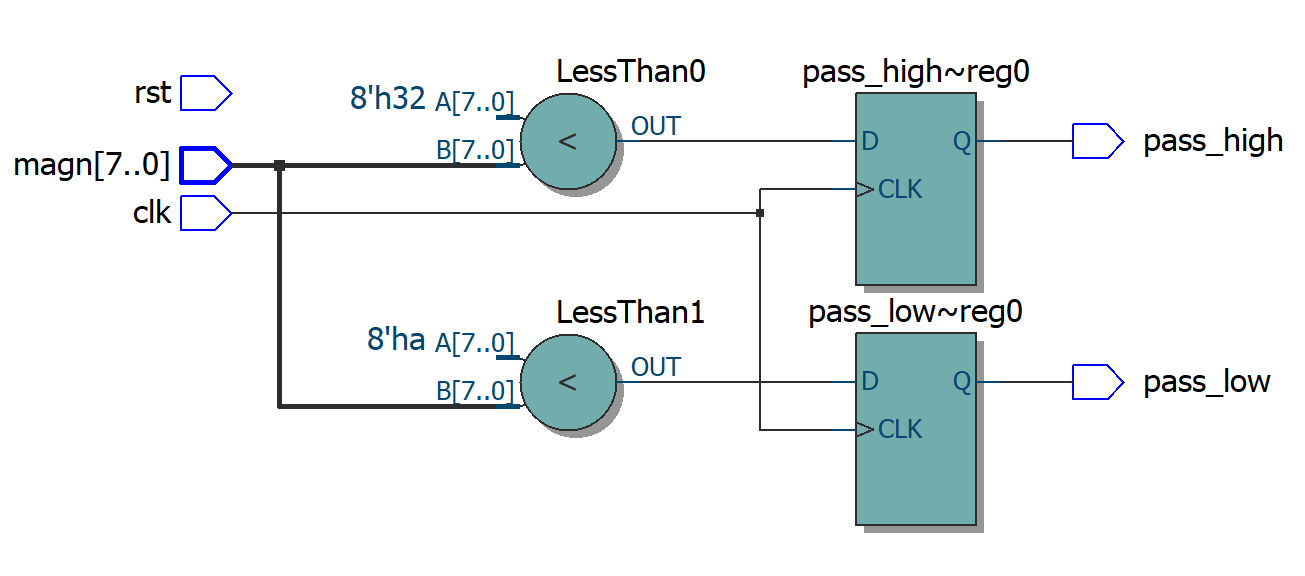 LessThan0
pass_high~reg0
rst
8'h32 A[7..0]
<
OUT
D
Q
pass_high
magn[7..0]
B[7..0]
clk
CLK
LessThan1
pass_low~reg0
8'ha A[7..0]
<
OUT
D
Q
pass_low
B[7..0]
CLK